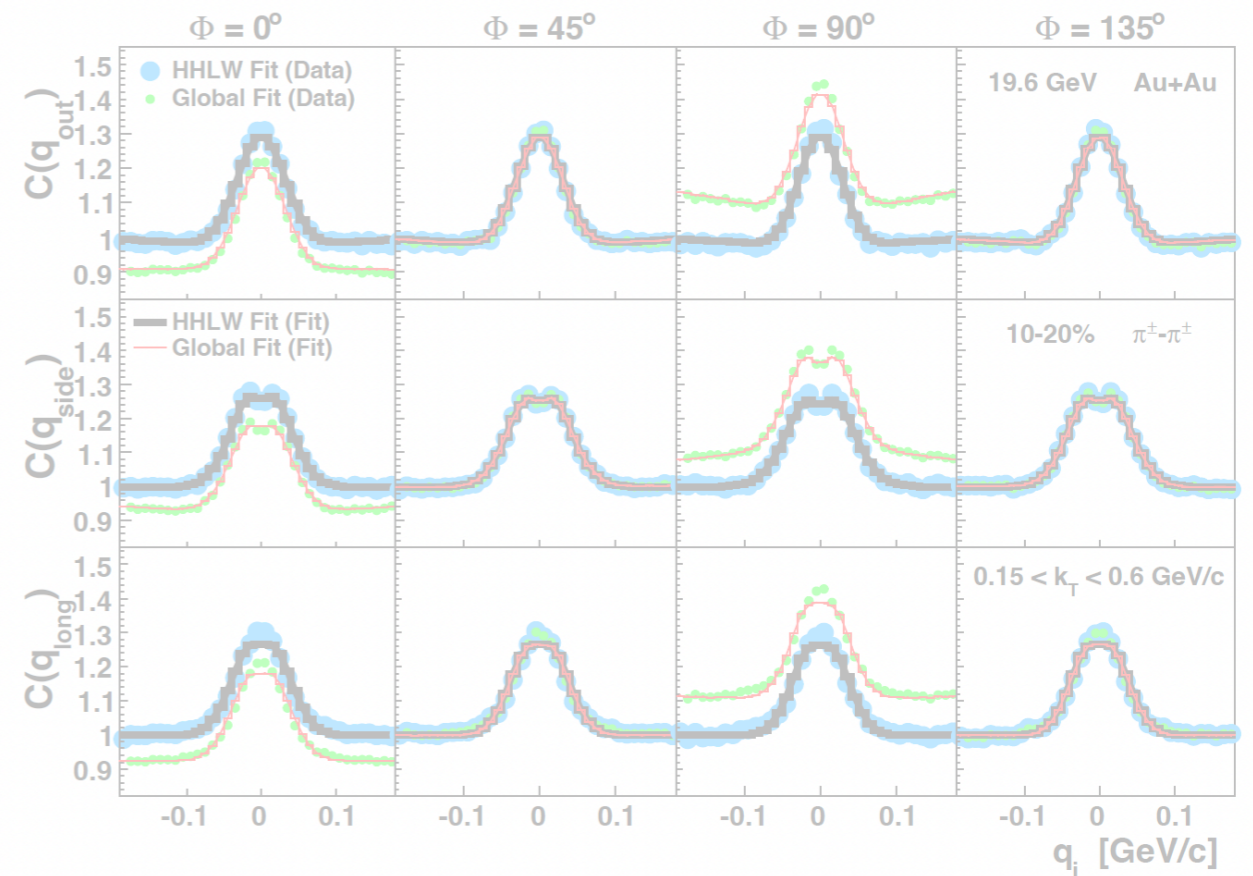 Φ = 0° Φ = 45° Φ = 90° Φ = 135°
C(q_out)
1.5
1.4
1.3
1.2
1.1
1
0.9
HHLW Fit (Data)
Global Fit (Data)
19.6 GeV Au+Au
C(q_side)
1.5
1.4
1.3
1.2
1.1
1
0.9
HHLW Fit (Fit)
Global Fit (Fit)
10-20% π±-π±
C(q_long)
1.5
1.4
1.3
1.2
1.1
1
0.9
0.15 < k_T < 0.6 GeV/c
-0.1 0 0.1 -0.1 0 0.1 -0.1 0 0.1 -0.1 0 0.1
q_i [GeV/c]